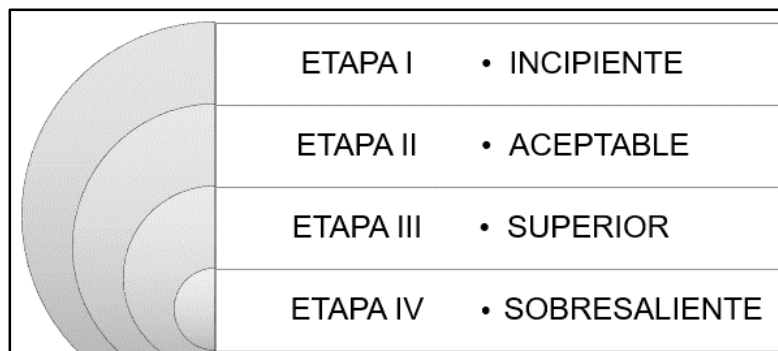 ETAPA I • INCIPIENTE
ETAPA II • ACEPTABLE
ETAPA III • SUPERIOR
ETAPA IV • SOBRESALIENTE